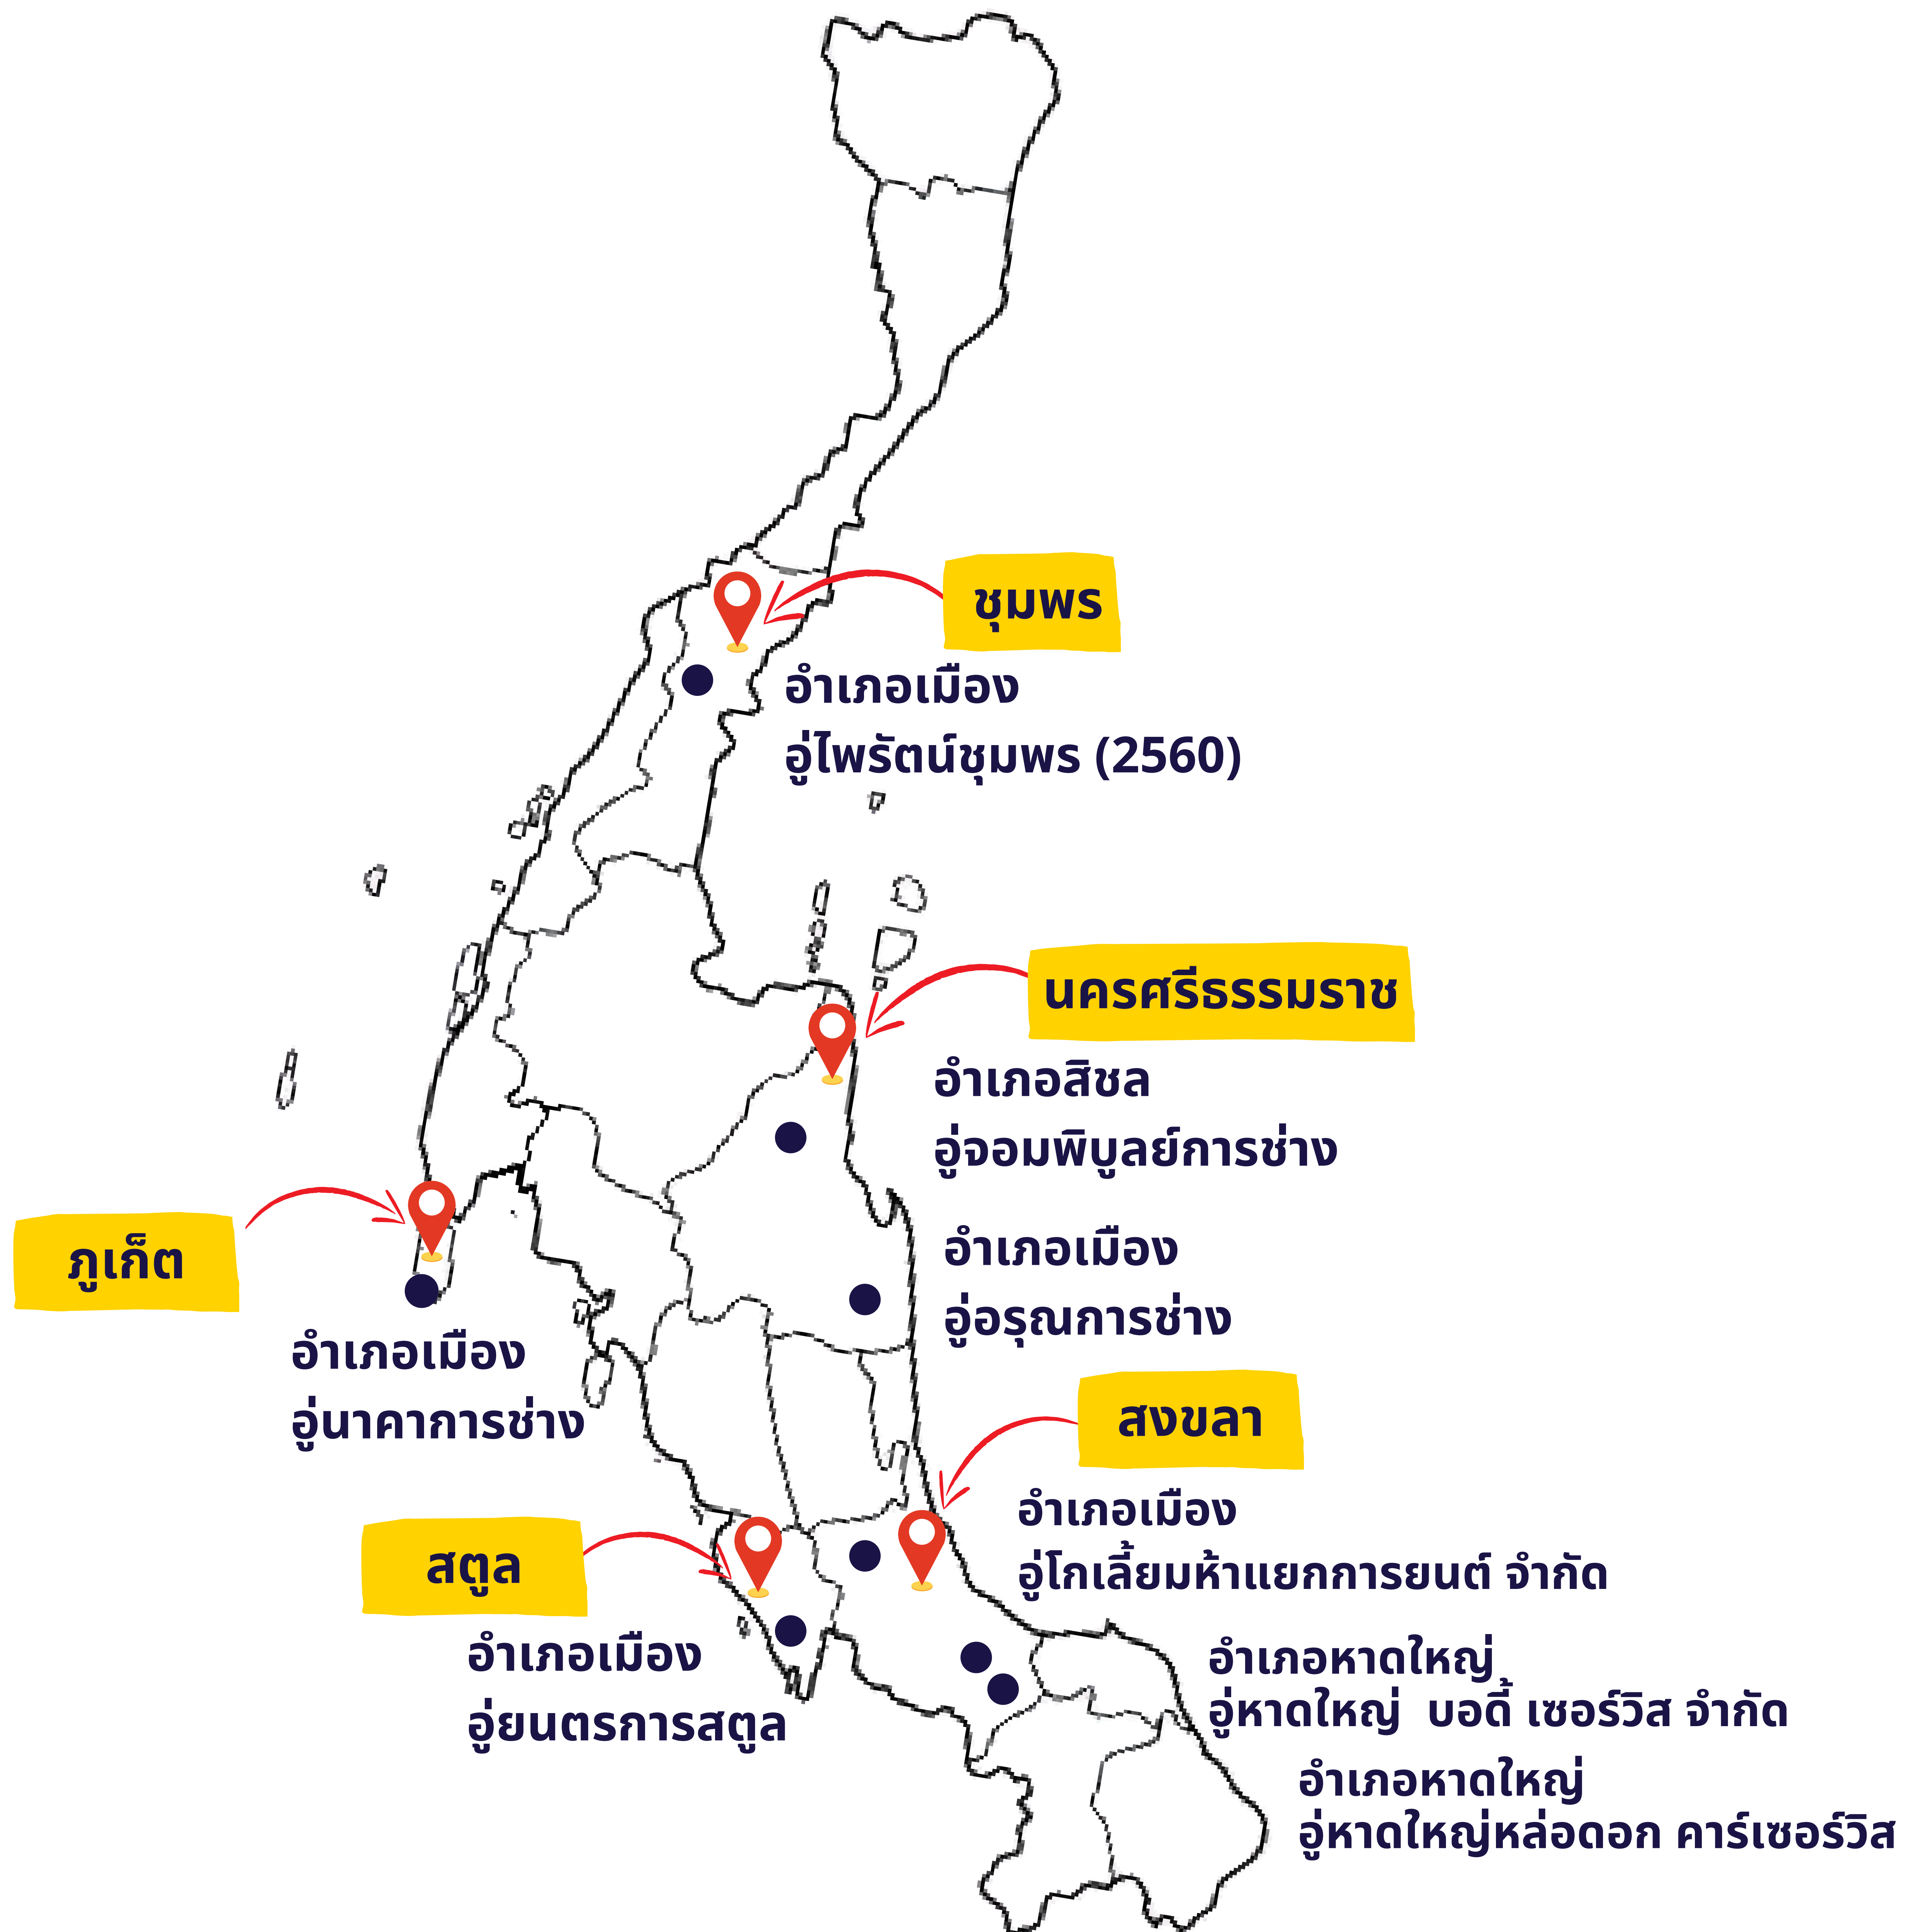 ชุมพร
อำเภอเมือง
อู่ไพรัตน์ชุมพร (2560)
นครศรีธรรมราช
อำเภอสิชล
อู่จอมพิบูลย์การช่าง
อำเภอเมือง
อู่อรุณการช่าง
ภูเก็ต
อำเภอเมือง
อู่นาคาการช่าง
สงขลา
อำเภอเมือง
อู่โกเลี้ยมห้าแยกการยนต์ จำกัด
สตูล
อำเภอเมือง
อู่ยนตรการสตูล
อำเภอหาดใหญ่
อู่หาดใหญ่ บอดี้ เซอร์วิส จำกัด
อำเภอหาดใหญ่
อู่หาดใหญ่หล่อดอก คาร์เซอร์วิส